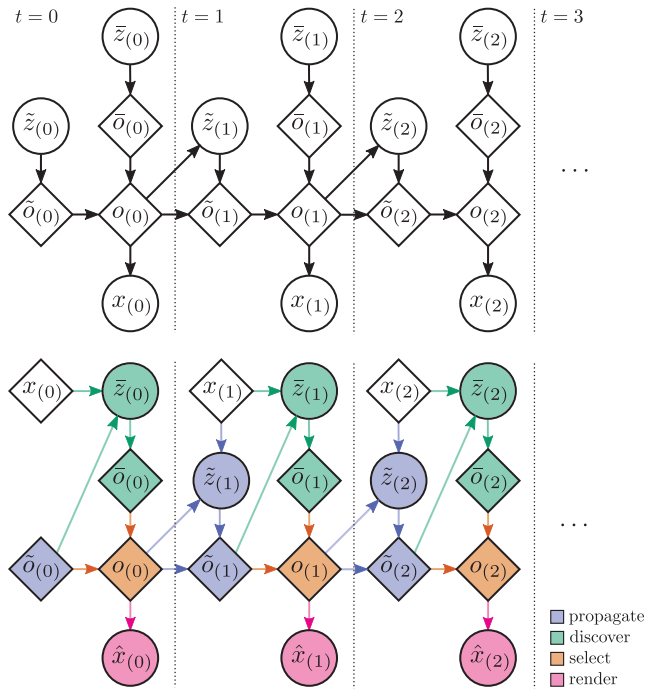 t = 0 t = 1 t = 2 t = 3
z̄(0) z̄(1) z̄(2)
z̃(0) ō(0) z̃(1) ō(1) z̃(2) ō(2)
...
õ(0) o(0) õ(1) o(1) õ(2) o(2)
x(0) x(1) x(2)
x(0) z̄(0) x(1) z̄(1) x(2) z̄(2)
ō(0) z̃(1) ō(1) z̃(2) ō(2)
...
õ(0) o(0) õ(1) o(1) õ(2) o(2)
propagate
discover
x̂(0) x̂(1) x̂(2)
select
render